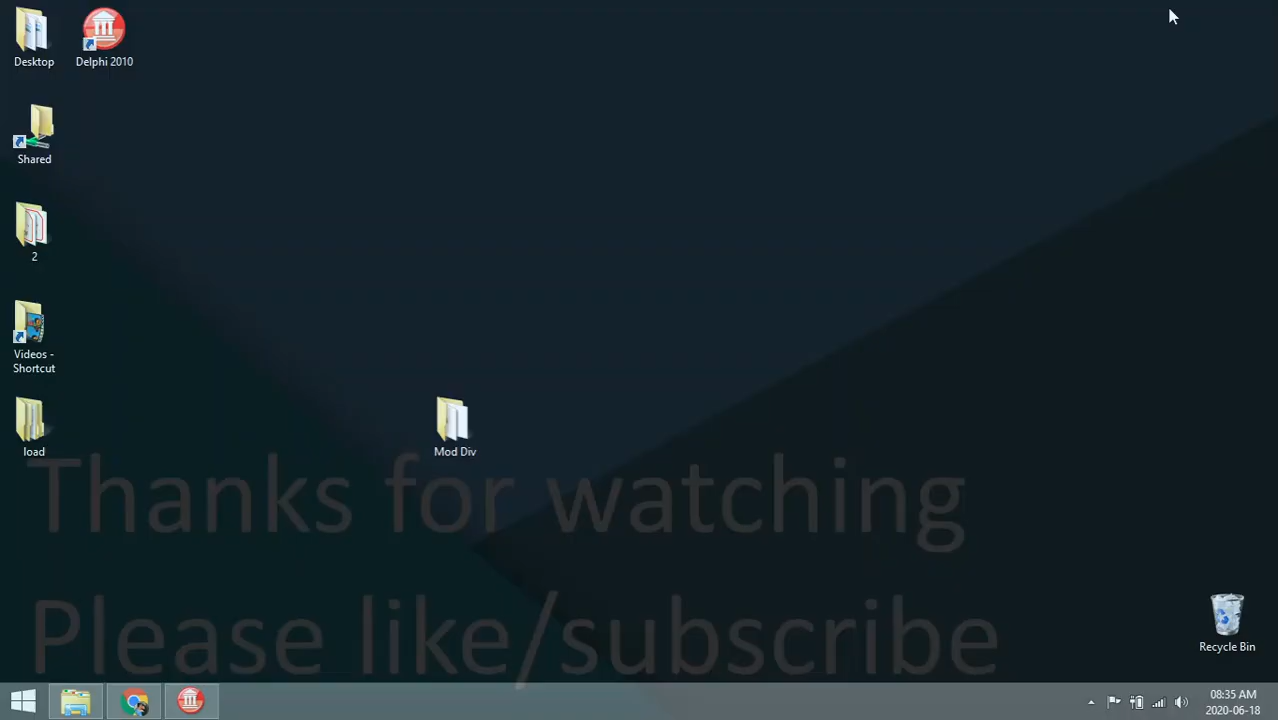 Desktop
Delphi 2010
Shared
2
Videos -
Shortcut
load
Mod Div
Thanks for watching
Please like/subscribe
Recycle Bin
08:35 AM
2020-06-18